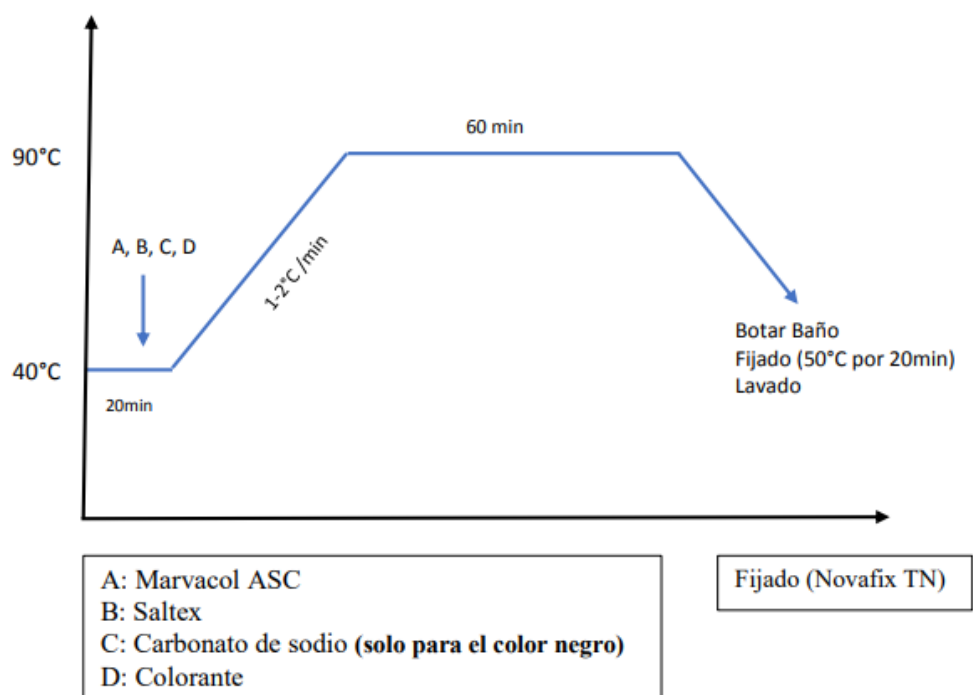 60 min
90°C
A, B, C, D
1-2°C /min
Botar Baño
Fijado (50°C por 20min)
Lavado
40°C
20min
A: Marvacol ASC
B: Saltex
C: Carbonato de sodio (solo para el color negro)
D: Colorante
Fijado (Novafix TN)